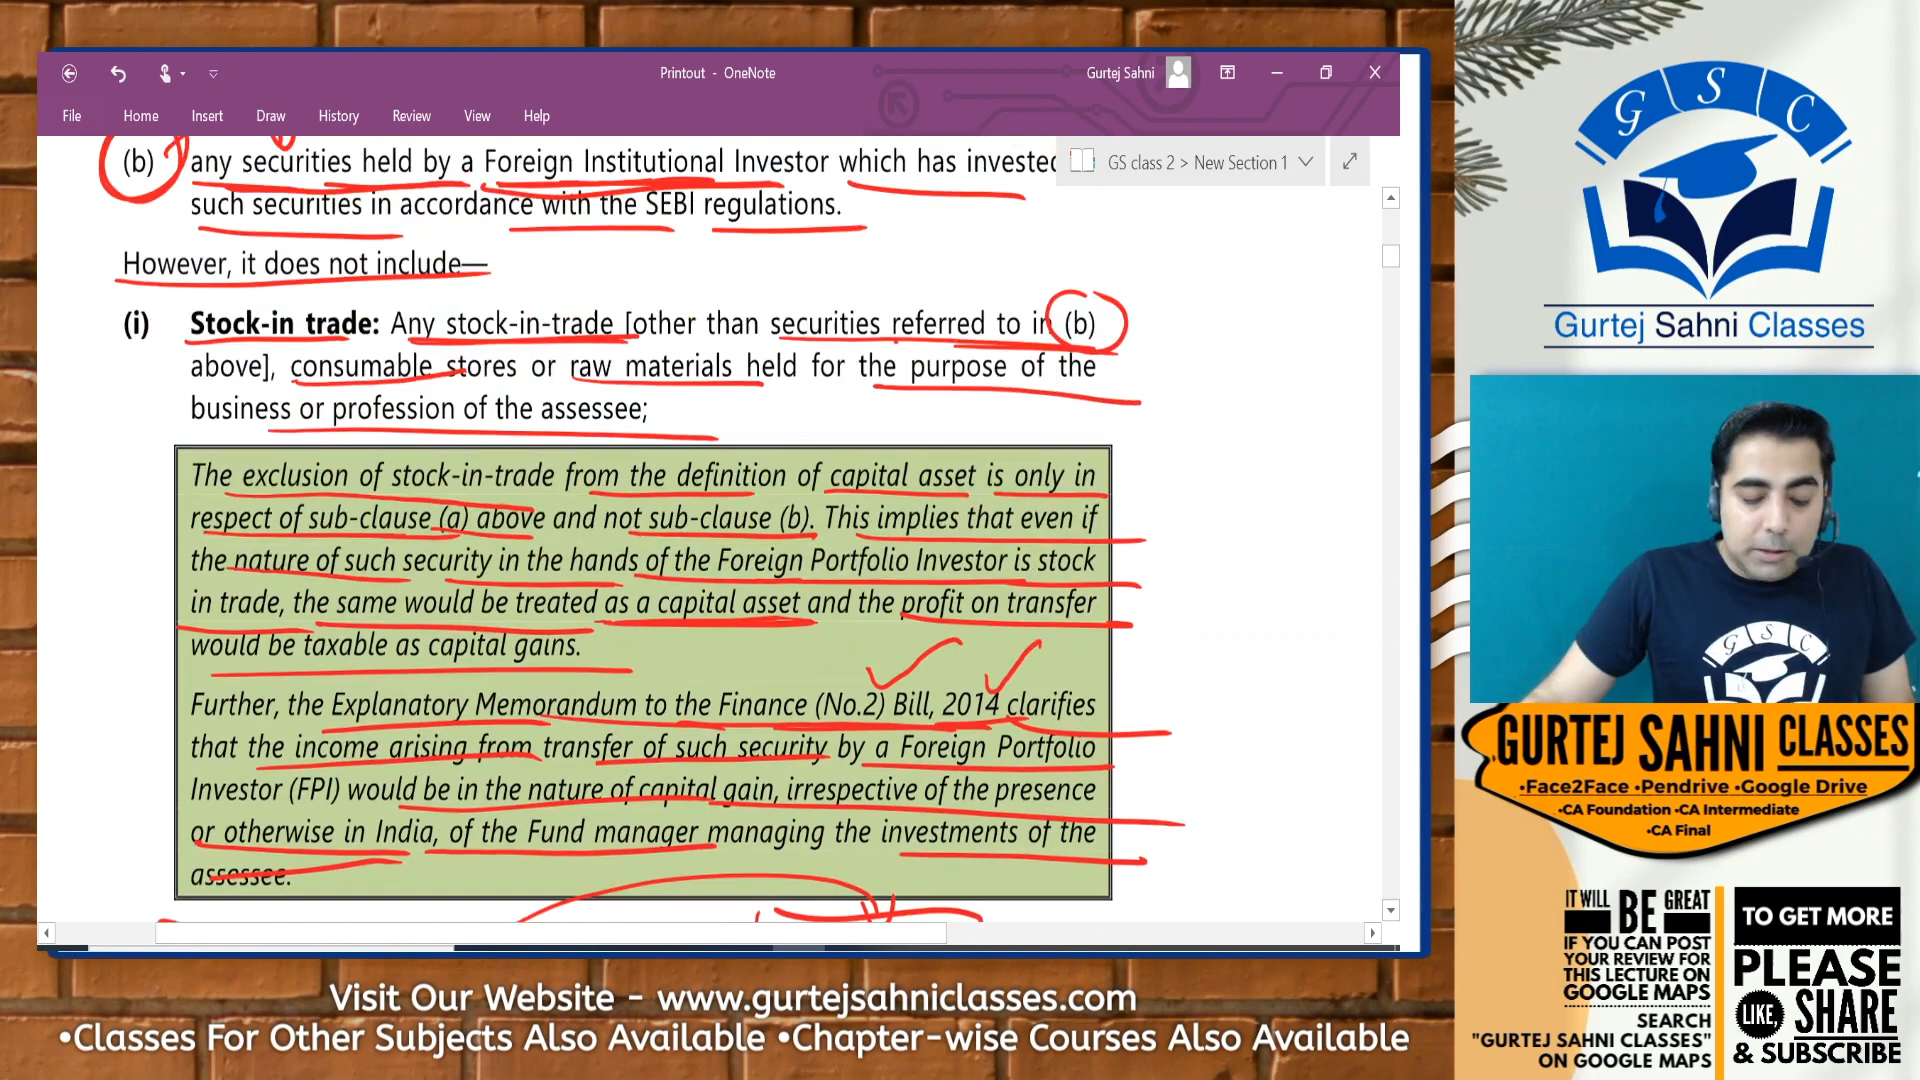 Printout - OneNote
Gurtej Sahni
File Home Insert Draw History Review View Help
GS class 2 > New Section 1
(b) any securities held by a Foreign Institutional Investor which has invested
such securities in accordance with the SEBI regulations.
However, it does not include—
(i) Stock-in trade: Any stock-in-trade [other than securities referred to in (b)
above], consumable stores or raw materials held for the purpose of the
business or profession of the assessee;
The exclusion of stock-in-trade from the definition of capital asset is only in
respect of sub-clause (a) above and not sub-clause (b). This implies that even if
the nature of such security in the hands of the Foreign Portfolio Investor is stock
in trade, the same would be treated as a capital asset and the profit on transfer
would be taxable as capital gains.
Further, the Explanatory Memorandum to the Finance (No.2) Bill, 2014 clarifies
that the income arising from transfer of such security by a Foreign Portfolio
Investor (FPI) would be in the nature of capital gain, irrespective of the presence
or otherwise in India, of the Fund manager managing the investments of the
assessee.
G S C
Gurtej Sahni Classes
G S C
GURTEJ SAHNI CLASSES
•Face2Face •Pendrive •Google Drive
•CA Foundation •CA Intermediate
•CA Final
IT WILL BE GREAT
IF YOU CAN POST
YOUR REVIEW FOR
THIS LECTURE ON
GOOGLE MAPS
SEARCH
"GURTEJ SAHNI CLASSES"
ON GOOGLE MAPS
TO GET MORE
PLEASE
LIKE, SHARE
& SUBSCRIBE
Visit Our Website - www.gurtejsahniclasses.com
•Classes For Other Subjects Also Available •Chapter-wise Courses Also Available